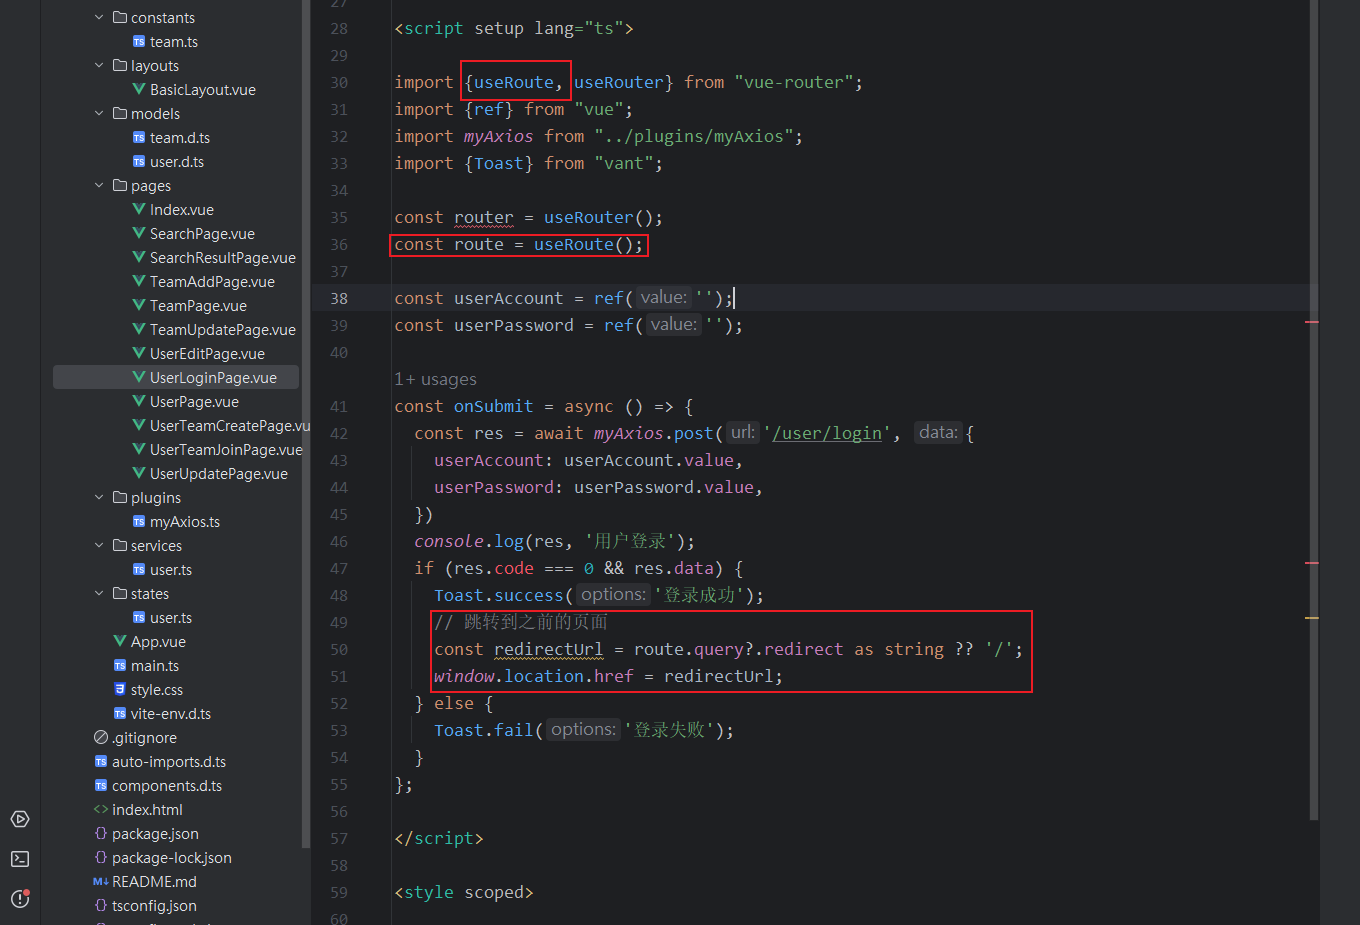 constants
team.ts
layouts
BasicLayout.vue
models
team.d.ts
user.d.ts
pages
Index.vue
SearchPage.vue
SearchResultPage.vue
TeamAddPage.vue
TeamPage.vue
TeamUpdatePage.vue
UserEditPage.vue
UserLoginPage.vue
UserPage.vue
UserTeamCreatePage.vu
UserTeamJoinPage.vue
UserUpdatePage.vue
plugins
myAxios.ts
services
user.ts
states
user.ts
App.vue
main.ts
style.css
vite-env.d.ts
.gitignore
auto-imports.d.ts
components.d.ts
index.html
package.json
package-lock.json
README.md
tsconfig.json
27
28 <script setup lang="ts">
29
30 import {useRoute, useRouter} from "vue-router";
31 import {ref} from "vue";
32 import myAxios from "../plugins/myAxios";
33 import {Toast} from "vant";
34
35 const router = useRouter();
36 const route = useRoute();
37
38 const userAccount = ref( value: '');
39 const userPassword = ref( value: '');
40
1+ usages
41 const onSubmit = async () => {
42 const res = await myAxios.post( url: '/user/login', data: {
43 userAccount: userAccount.value,
44 userPassword: userPassword.value,
45 })
46 console.log(res, '用户登录');
47 if (res.code === 0 && res.data) {
48 Toast.success( options: '登录成功');
49 // 跳转到之前的页面
50 const redirectUrl = route.query?.redirect as string ?? '/';
51 window.location.href = redirectUrl;
52 } else {
53 Toast.fail( options: '登录失败');
54 }
55 };
56
57 </script>
58
59 <style scoped>
60